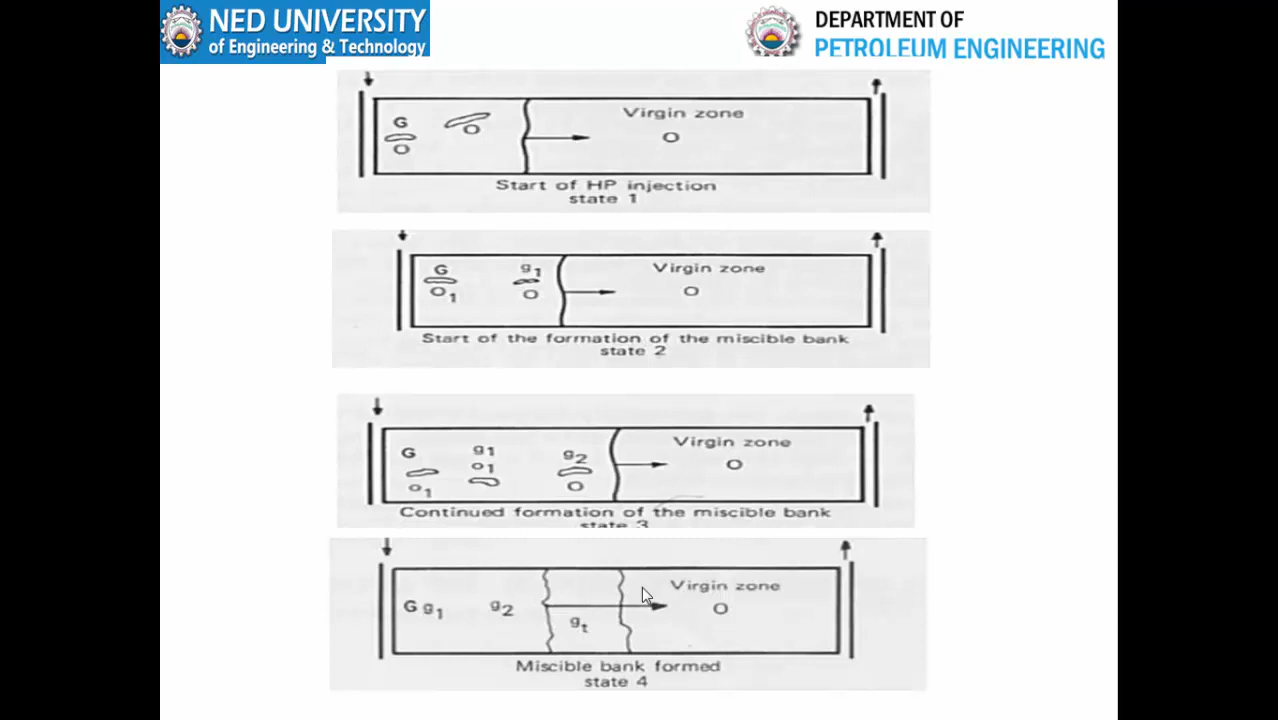 NED UNIVERSITY
of Engineering & Technology
DEPARTMENT OF
PETROLEUM ENGINEERING
G
O
O
Virgin zone
O
Start of HP injection
state 1
G
O1
g1
O
Virgin zone
O
Start of the formation of the miscible bank
state 2
G
o1
g1
o1
g2
O
Virgin zone
O
Continued formation of the miscible bank
state 3
G g1
g2
gt
Virgin zone
O
Miscible bank formed
state 4